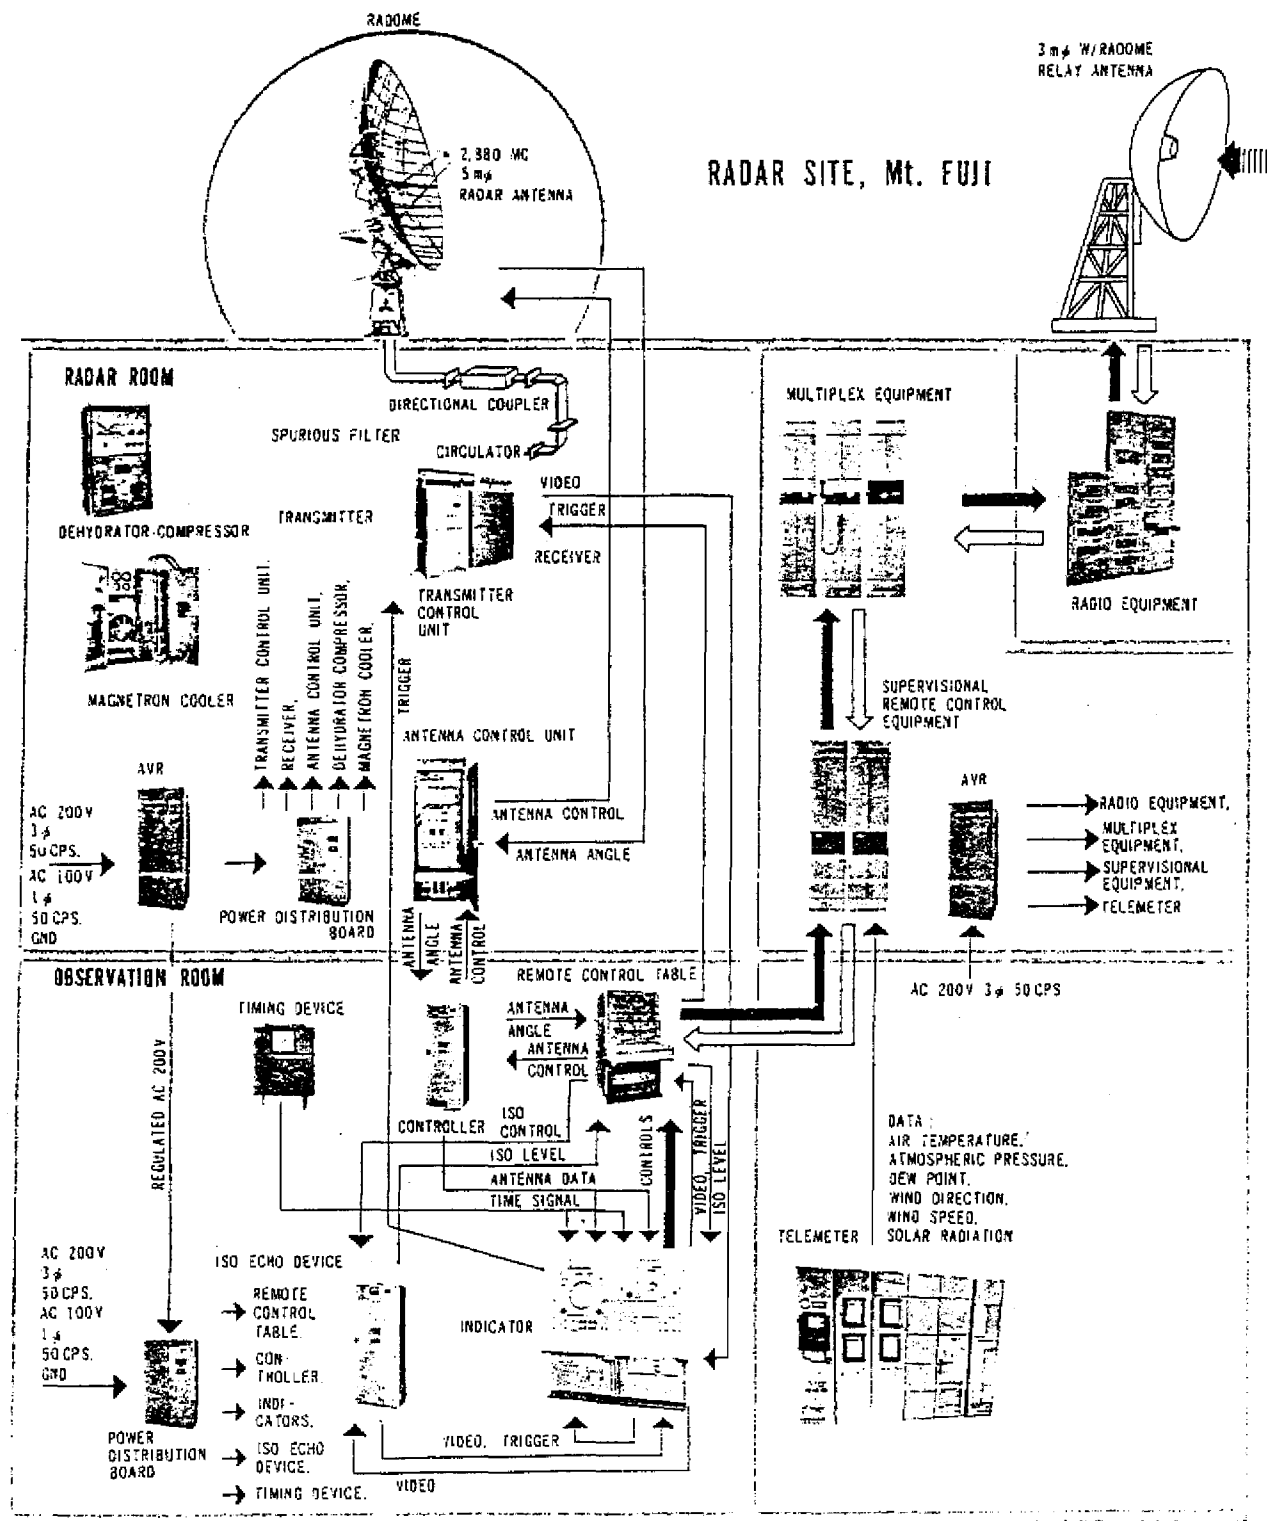 RADOME
3mφ W/RADOME
RELAY ANTENNA
2,880 MC
5mφ
RADAR ANTENNA
RADAR SITE, Mt. FUJI
RADAR ROOM
DIRECTIONAL COUPLER
SPURIOUS FILTER
CIRCULATOR
MULTIPLEX EQUIPMENT
VIDEO
TRANSMITTER
TRIGGER
DEHYDRATOR-COMPRESSOR
RECEIVER
TRANSMITTER
CONTROL
UNIT
RADIO EQUIPMENT
TRANSMITTER CONTROL UNIT.
RECEIVER,
ANTENNA CONTROL UNIT,
DEHYDRATOR COMPRESSOR,
MAGNETRON COOLER.
TRIGGER
MAGNETRON COOLER
SUPERVISIONAL
REMOTE CONTROL
EQUIPMENT
ANTENNA CONTROL UNIT
AVR
AVR
AC 200V
3φ
50 CPS.
AC 100V
1φ
50 CPS.
GND
ANTENNA CONTROL
ANTENNA ANGLE
RADIO EQUIPMENT,
MULTIPLEX
EQUIPMENT,
SUPERVISIONAL
EQUIPMENT,
TELEMETER
POWER DISTRIBUTION
BOARD
ANTENNA
ANGLE
ANTENNA
CONTROL
OBSERVATION ROOM
REMOTE CONTROL TABLE
AC 200V 3φ 50 CPS
TIMING DEVICE
ANTENNA
ANGLE
ANTENNA
CONTROL
REGULATED AC 200V
CONTROLLER
ISO
CONTROL
ISO LEVEL
ANTENNA DATA
TIME SIGNAL
CONTROLS
VIDEO, TRIGGER
ISO LEVEL
DATA:
AIR TEMPERATURE,
ATMOSPHERIC PRESSURE,
DEW POINT,
WIND DIRECTION,
WIND SPEED,
SOLAR RADIATION
TELEMETER
AC 200V
3φ
50 CPS.
AC 100V
1φ
50 CPS.
GND
ISO ECHO DEVICE
REMOTE
CONTROL
TABLE.
CON-
TROLLER.
INDI-
CATORS.
ISO ECHO
DEVICE.
TIMING DEVICE.
INDICATOR
POWER
DISTRIBUTION
BOARD
VIDEO, TRIGGER
VIDEO